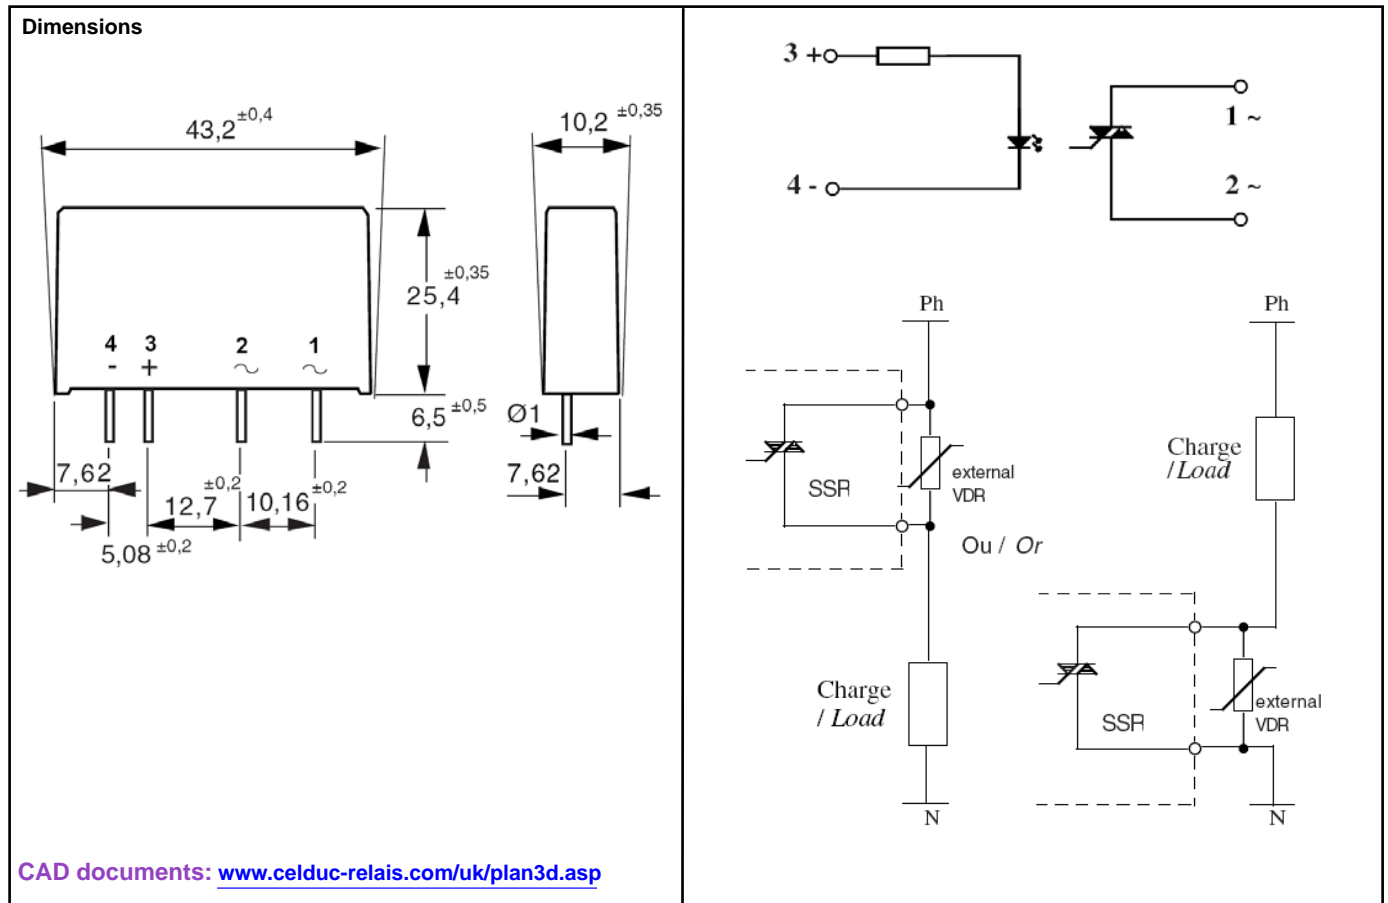 Dimensions
43,2 ±0,4
10,2 ±0,35
25,4 ±0,35
4 3 2 1
- + ~ ~
6,5 ±0,5
Ø1
7,62
7,62
12,7 ±0,2
10,16 ±0,2
5,08 ±0,2
CAD documents: www.celduc-relais.com/uk/plan3d.asp
3 +
4 -
1 ~
2 ~
Ph
SSR
external
VDR
Ou / Or
Charge
/ Load
N
Ph
Charge
/Load
SSR
external
VDR
N